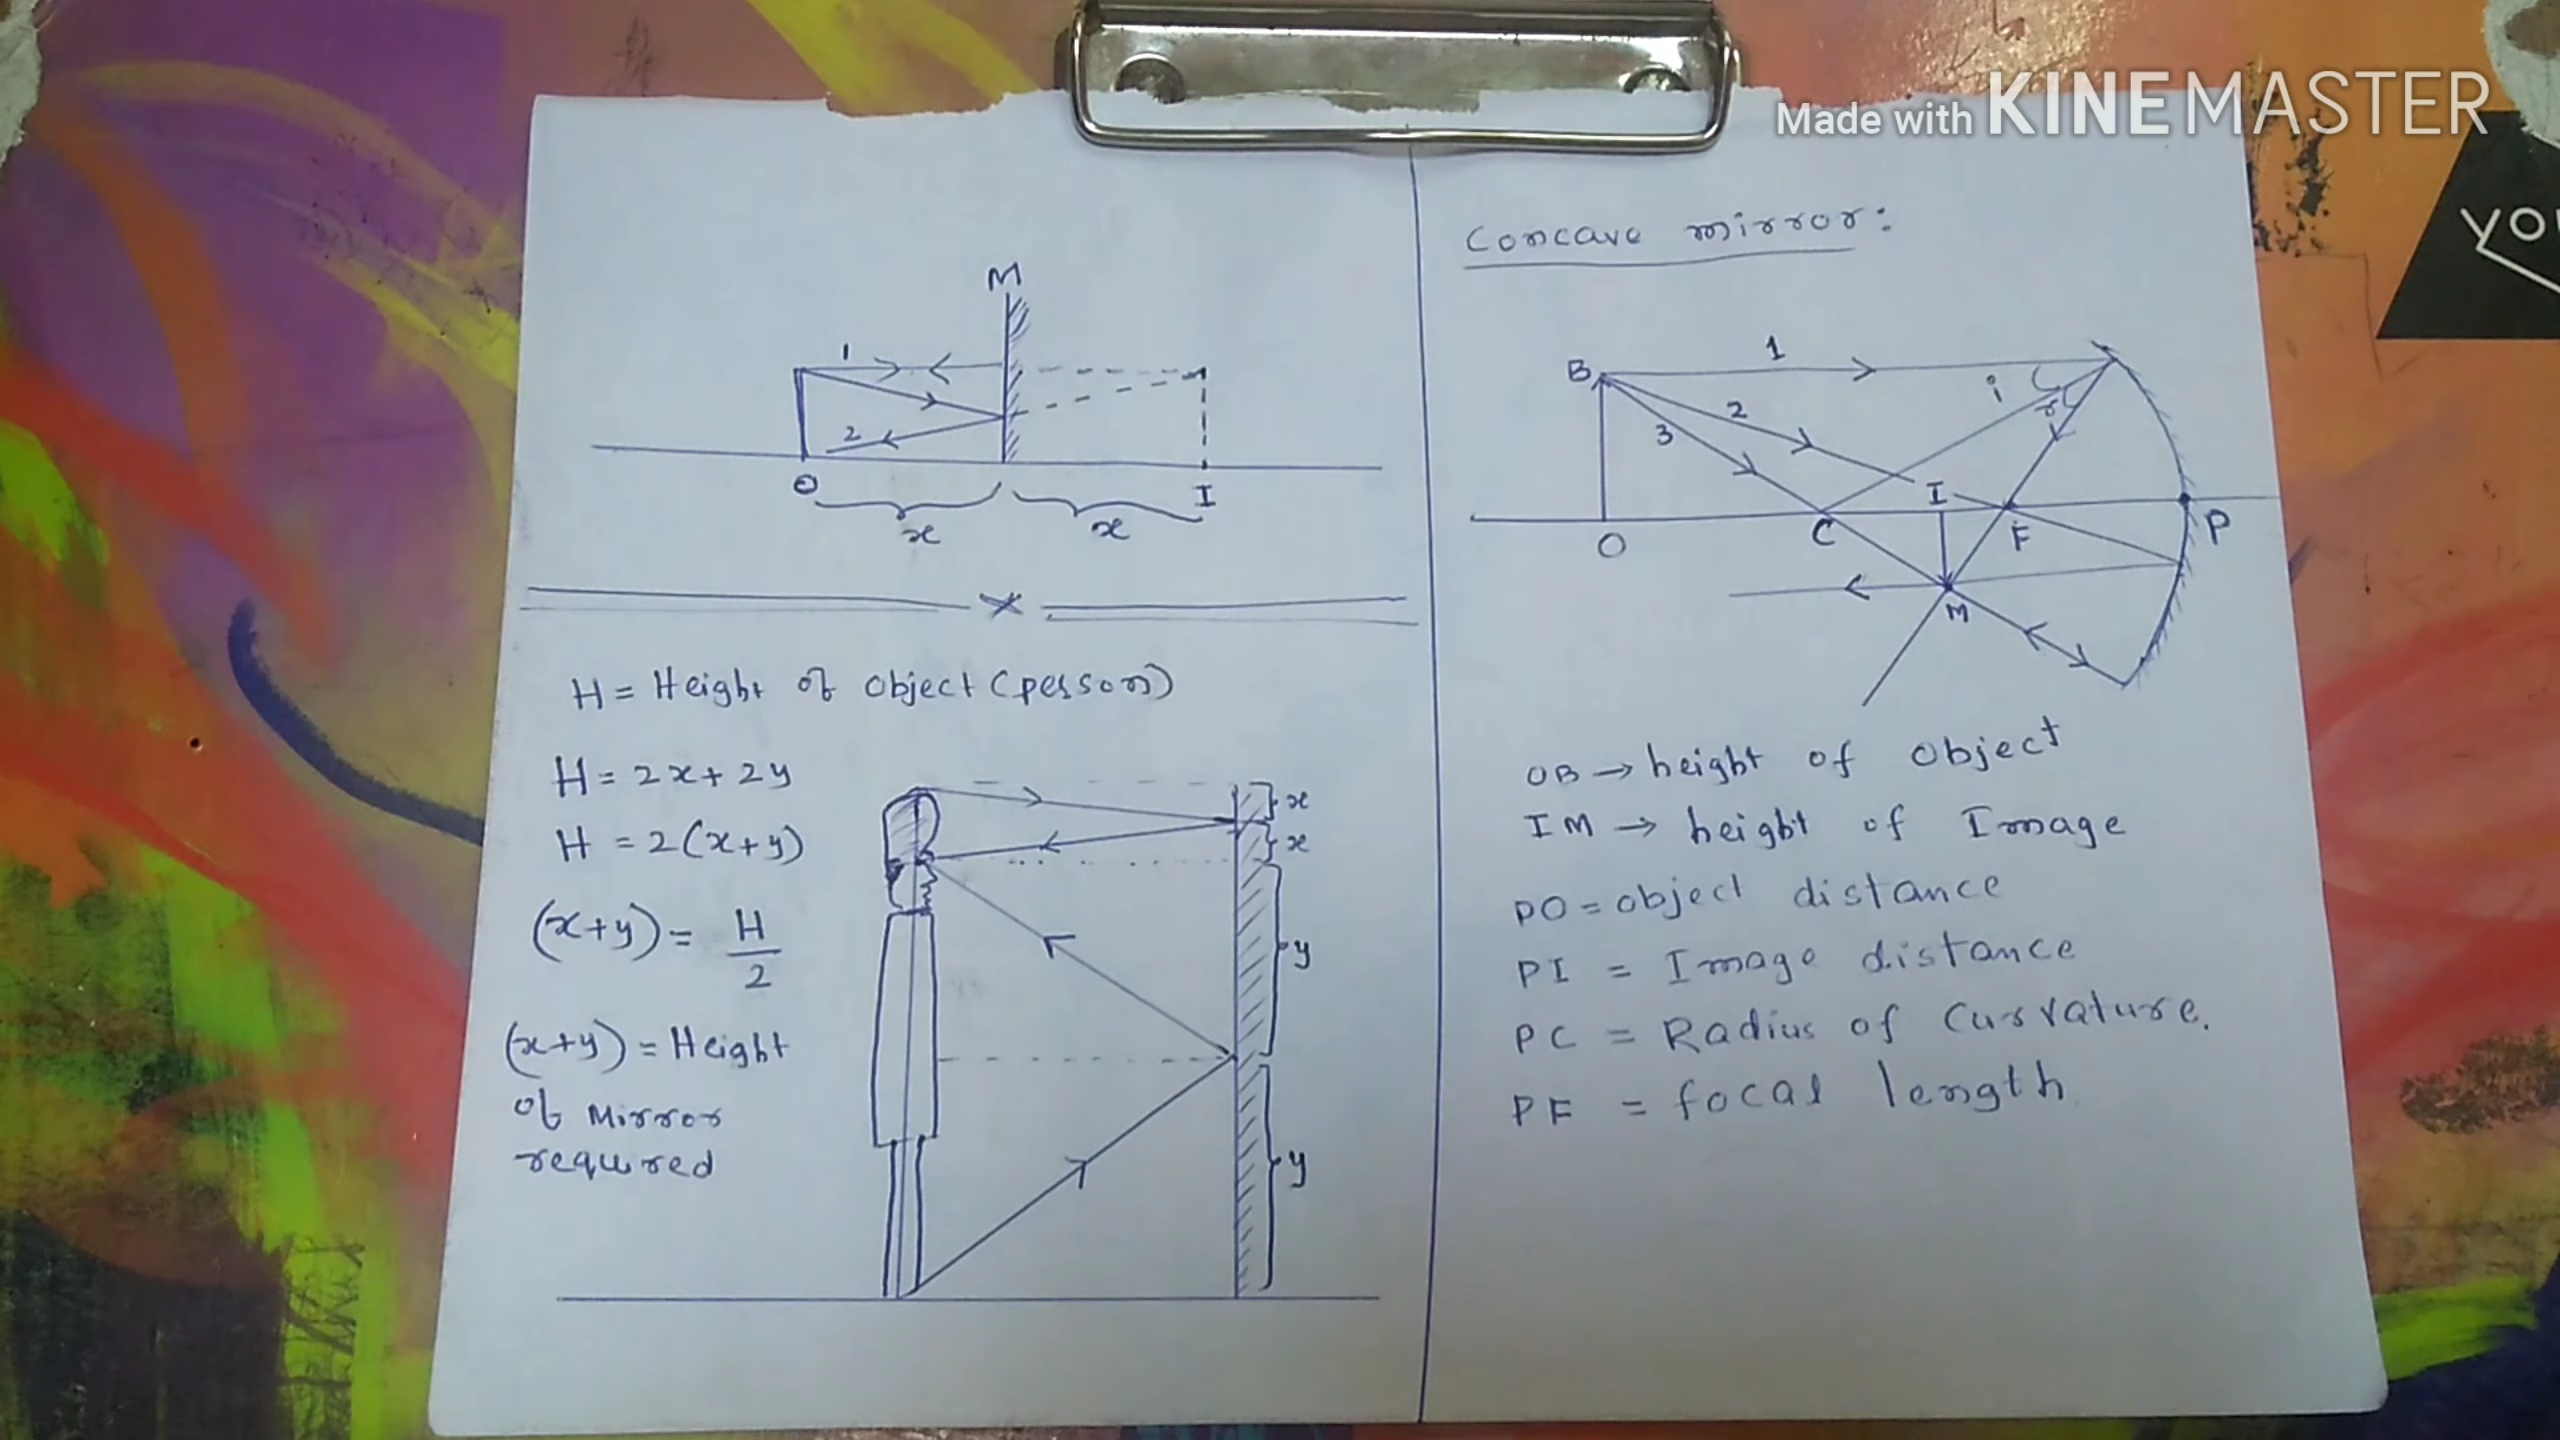 Made with KINEMASTER
YO
M
1
2
O
I
x
x
H = Height of object (person)
H = 2x + 2y
H = 2(x+y)
(x+y) = H/2
(x+y) = Height
of Mirror
required
x
x
y
y
Concave mirror:
B
1
2
3
i
r
I
O
C
F
P
M
OB → height of object
IM → height of Image
PO = object distance
PI = Image distance
PC = Radius of Curvature.
PF = focal length